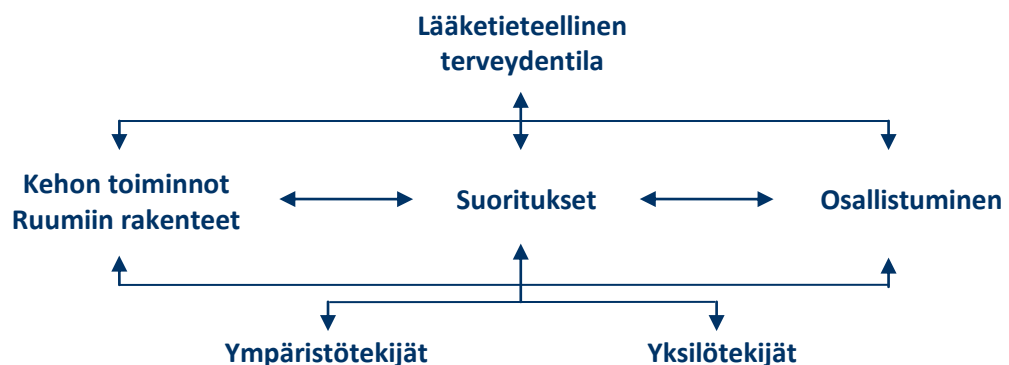 Lääketieteellinen
terveydentila
Kehon toiminnot
Ruumiin rakenteet
Suoritukset
Osallistuminen
Ympäristötekijät
Yksilötekijät